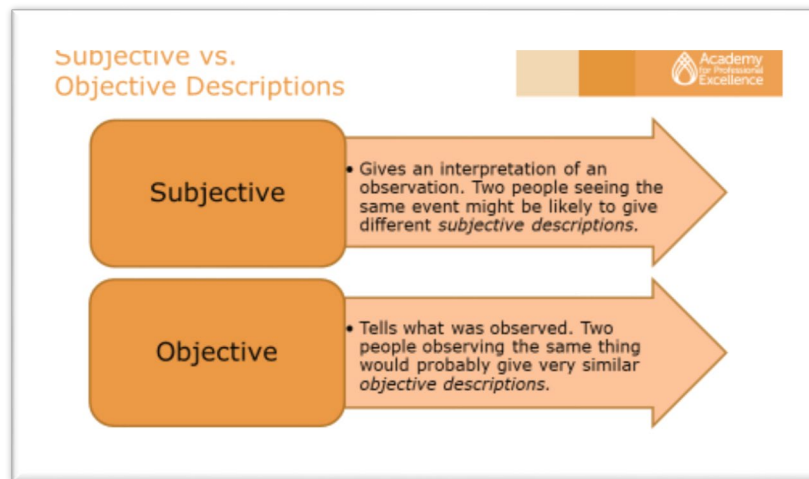 Subjective vs.
Objective Descriptions
Academy
for Professional
Excellence
Subjective
• Gives an interpretation of an
observation. Two people seeing the
same event might be likely to give
different subjective descriptions.
Objective
• Tells what was observed. Two
people observing the same thing
would probably give very similar
objective descriptions.